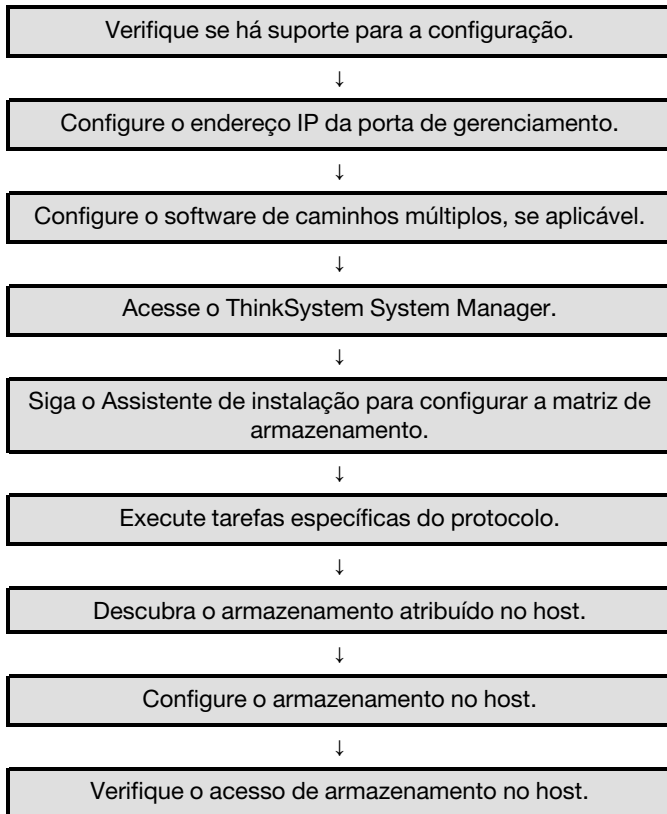 Verifique se há suporte para a configuração.
↓
Configure o endereço IP da porta de gerenciamento.
↓
Configure o software de caminhos múltiplos, se aplicável.
↓
Acesse o ThinkSystem System Manager.
↓
Siga o Assistente de instalação para configurar a matriz de
armazenamento.
↓
Execute tarefas específicas do protocolo.
↓
Descubra o armazenamento atribuído no host.
↓
Configure o armazenamento no host.
↓
Verifique o acesso de armazenamento no host.